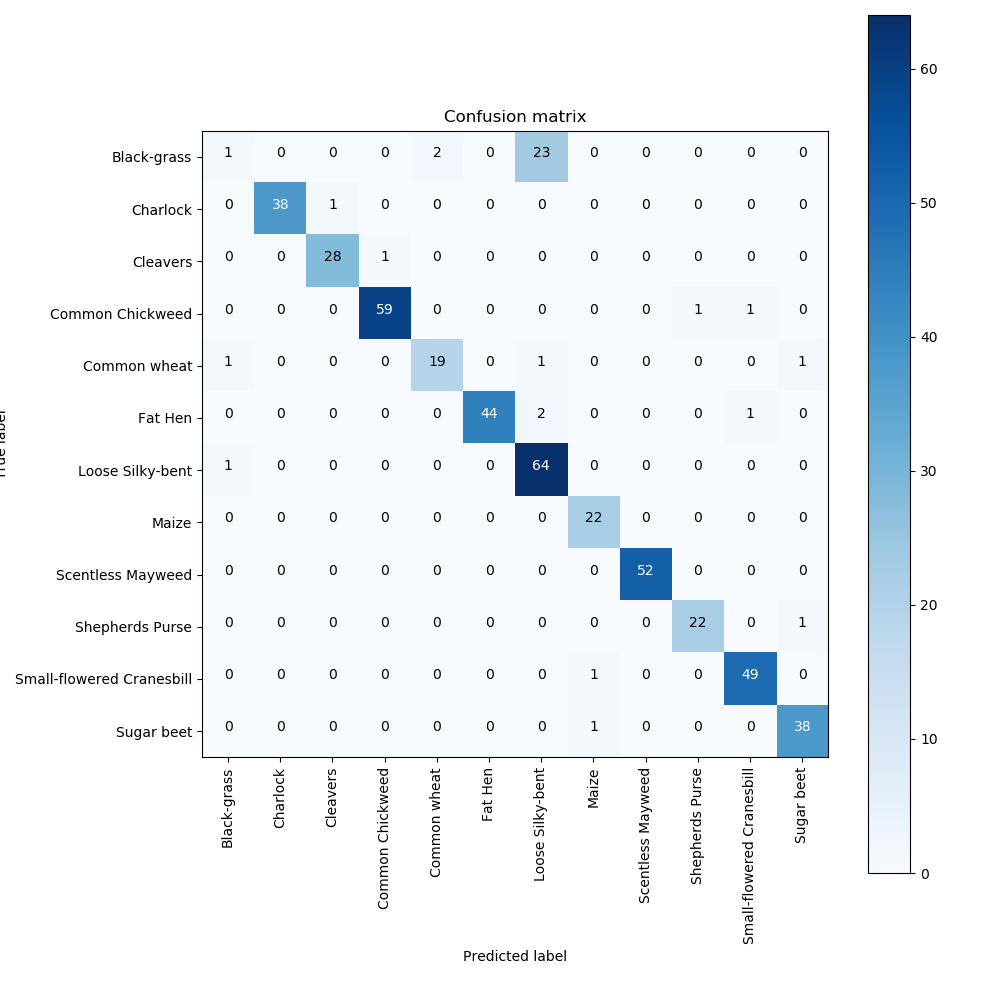 Confusion matrix
Black-grass 1 0 0 0 2 0 23 0 0 0 0 0
Charlock 0 38 1 0 0 0 0 0 0 0 0 0
Cleavers 0 0 28 1 0 0 0 0 0 0 0 0
Common Chickweed 0 0 0 59 0 0 0 0 0 1 1 0
Common wheat 1 0 0 0 19 0 1 0 0 0 0 1
Fat Hen 0 0 0 0 0 44 2 0 0 0 1 0
Loose Silky-bent 1 0 0 0 0 0 64 0 0 0 0 0
Maize 0 0 0 0 0 0 0 22 0 0 0 0
Scentless Mayweed 0 0 0 0 0 0 0 0 52 0 0 0
Shepherds Purse 0 0 0 0 0 0 0 0 0 22 0 1
Small-flowered Cranesbill 0 0 0 0 0 0 0 1 0 0 49 0
Sugar beet 0 0 0 0 0 0 0 1 0 0 0 38
Black-grass
Charlock
Cleavers
Common Chickweed
Common wheat
Fat Hen
Loose Silky-bent
Maize
Scentless Mayweed
Shepherds Purse
Small-flowered Cranesbill
Sugar beet
Predicted label
60
50
40
30
20
10
0